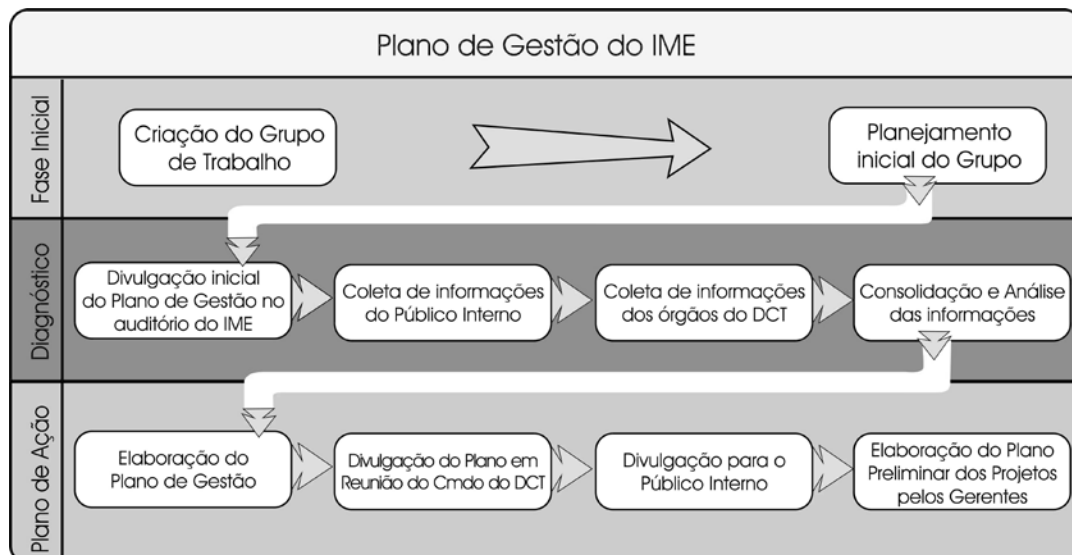 Plano de Gestão do IME
Fase Inicial
Criação do Grupo
de Trabalho
Planejamento
inicial do Grupo
Diagnóstico
Divulgação inicial
do Plano de Gestão no
auditório do IME
Coleta de informações
do Público Interno
Coleta de informações
dos órgãos do DCT
Consolidação e Análise
das informações
Plano de Ação
Elaboração do
Plano de Gestão
Divulgação do Plano em
Reunião do Cmdo do DCT
Divulgação para o
Público Interno
Elaboração do Plano
Preliminar dos Projetos
pelos Gerentes